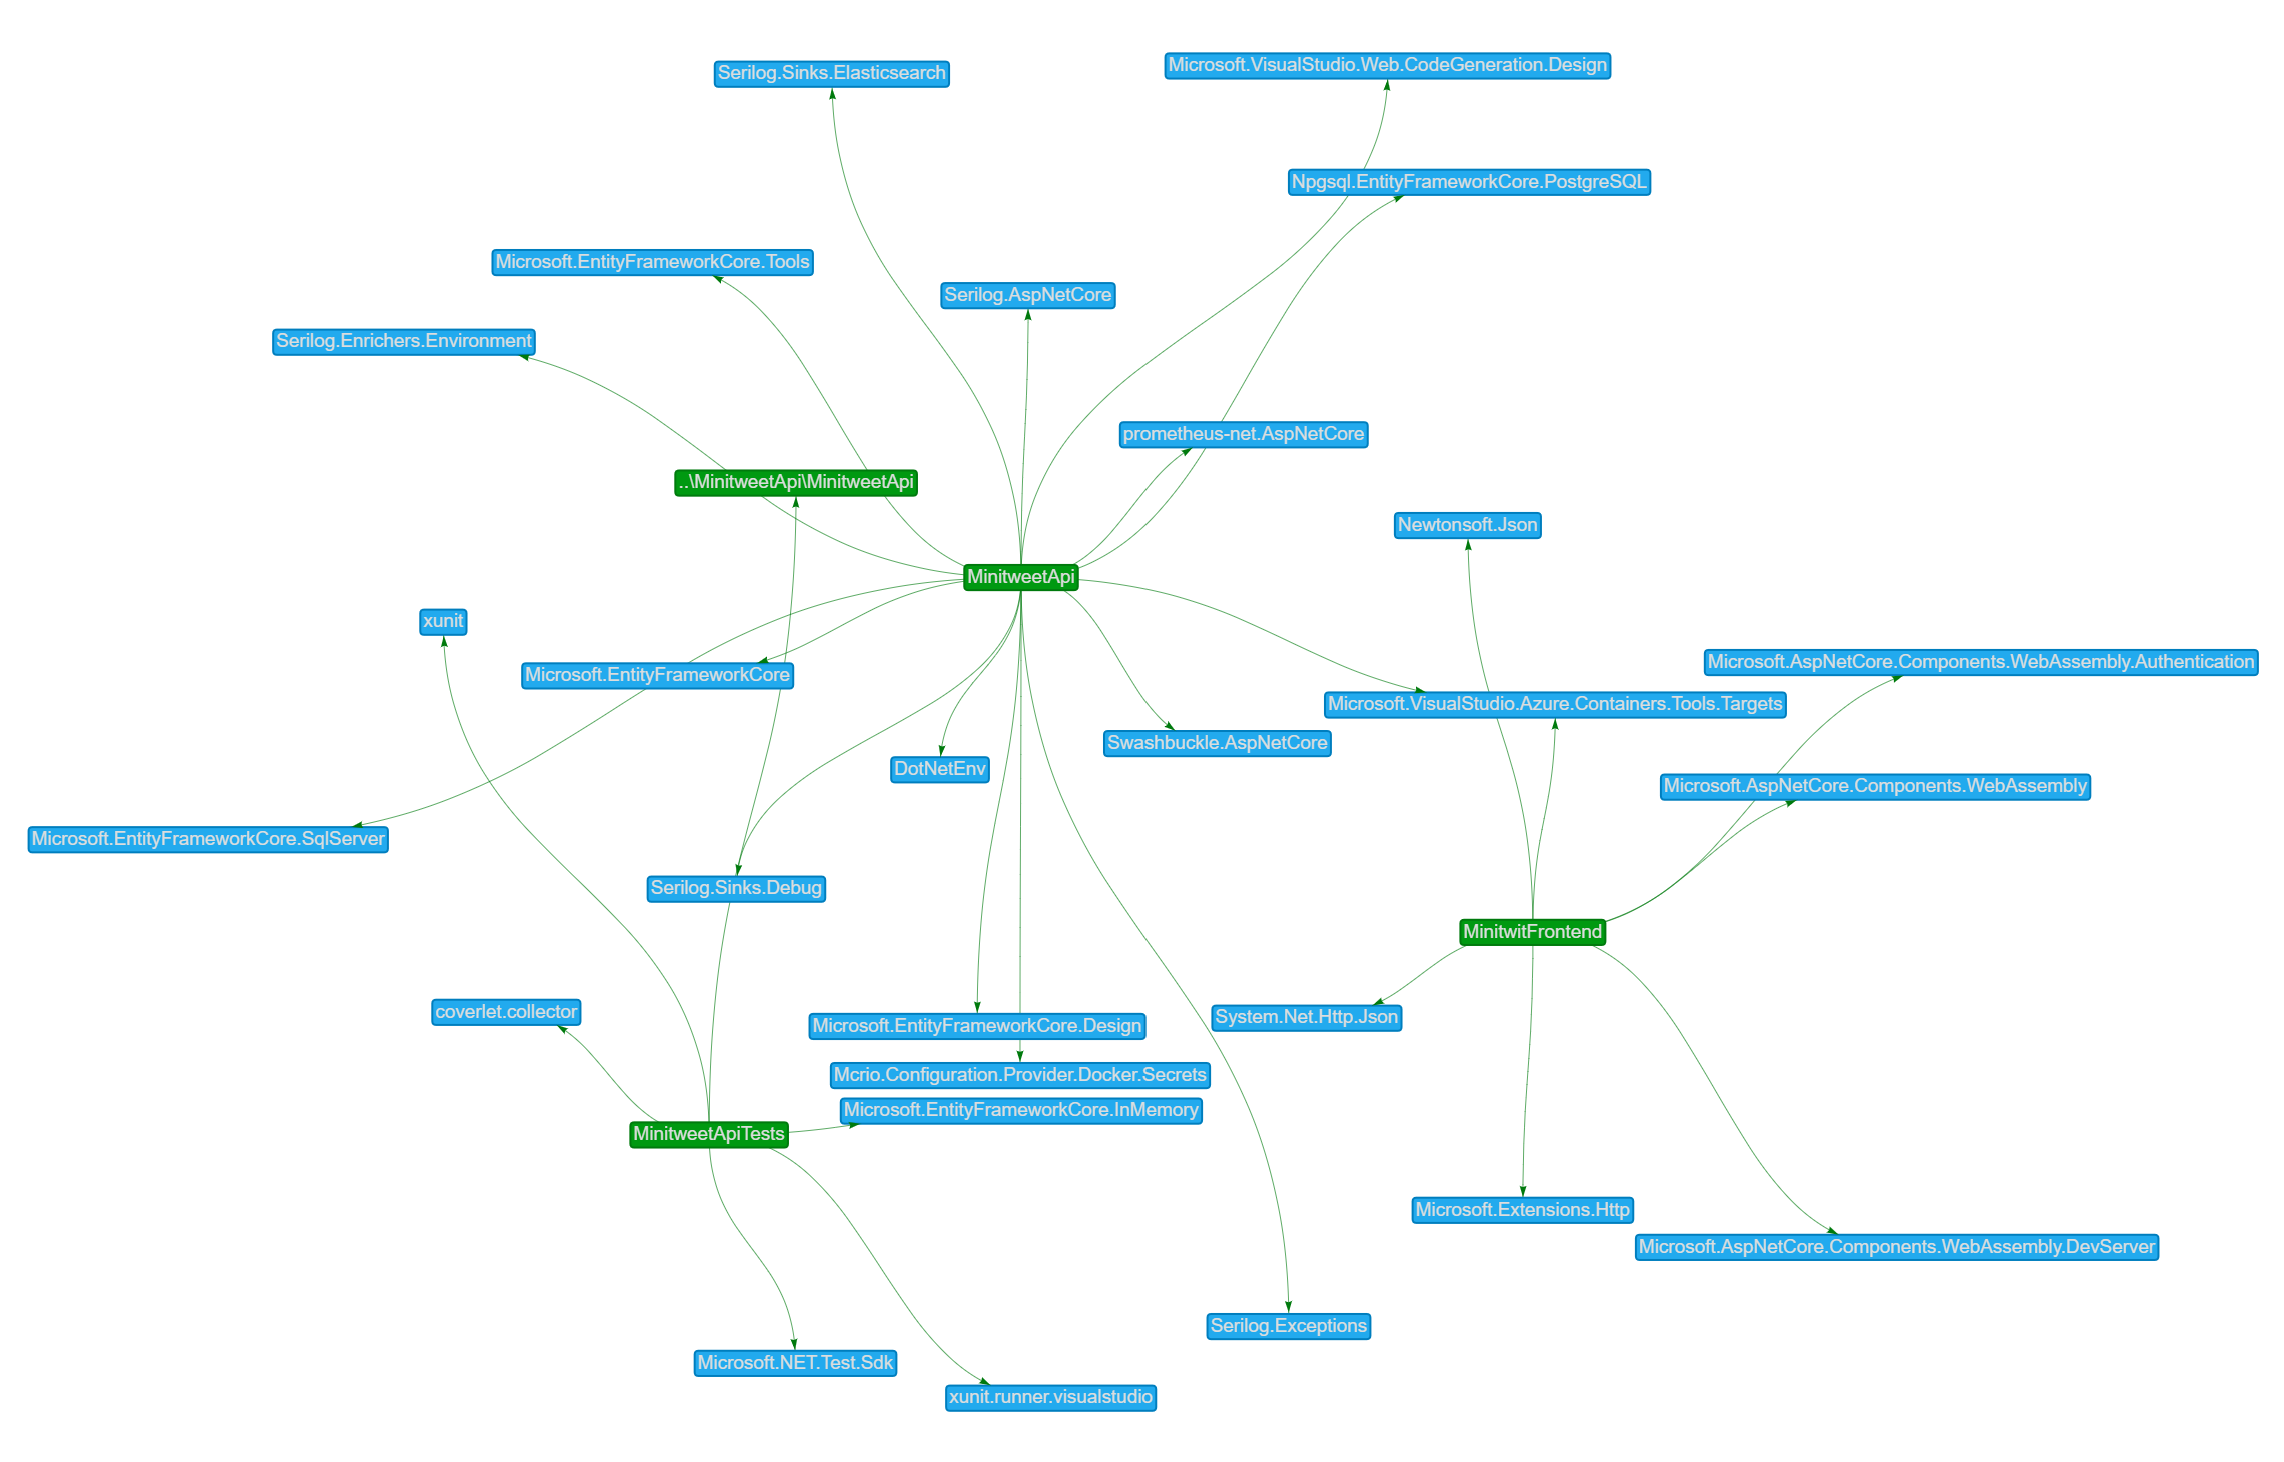 Microsoft.VisualStudio.Web.CodeGeneration.Design
Serilog.Sinks.Elasticsearch
Npgsql.EntityFrameworkCore.PostgreSQL
Microsoft.EntityFrameworkCore.Tools
Serilog.AspNetCore
Serilog.Enrichers.Environment
prometheus-net.AspNetCore
..\MinitweetApi\MinitweetApi
Newtonsoft.Json
MinitweetApi
xunit
Microsoft.AspNetCore.Components.WebAssembly.Authentication
Microsoft.EntityFrameworkCore
Microsoft.VisualStudio.Azure.Containers.Tools.Targets
Swashbuckle.AspNetCore
DotNetEnv
Microsoft.AspNetCore.Components.WebAssembly
Microsoft.EntityFrameworkCore.SqlServer
Serilog.Sinks.Debug
MinitwitFrontend
coverlet.collector
System.Net.Http.Json
Microsoft.EntityFrameworkCore.Design
Mcrio.Configuration.Provider.Docker.Secrets
Microsoft.EntityFrameworkCore.InMemory
MinitweetApiTests
Microsoft.Extensions.Http
Microsoft.AspNetCore.Components.WebAssembly.DevServer
Serilog.Exceptions
Microsoft.NET.Test.Sdk
xunit.runner.visualstudio